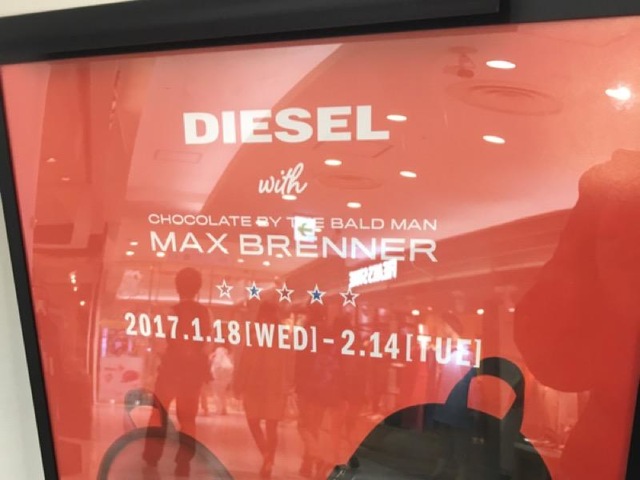 DIESEL
with
CHOCOLATE BY THE BALD MAN
MAX BRENNER
2017.1.18[WED]-2.14[TUE]